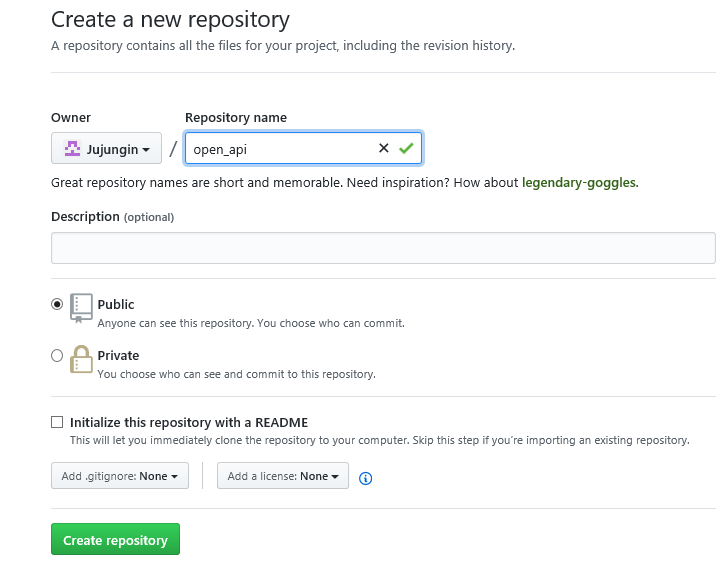 Create a new repository
A repository contains all the files for your project, including the revision history.
Owner
Repository name
Jujungin / open_api
Great repository names are short and memorable. Need inspiration? How about legendary-goggles.
Description (optional)
Public
Anyone can see this repository. You choose who can commit.
Private
You choose who can see and commit to this repository.
Initialize this repository with a README
This will let you immediately clone the repository to your computer. Skip this step if you're importing an existing repository.
Add .gitignore: None
Add a license: None
Create repository